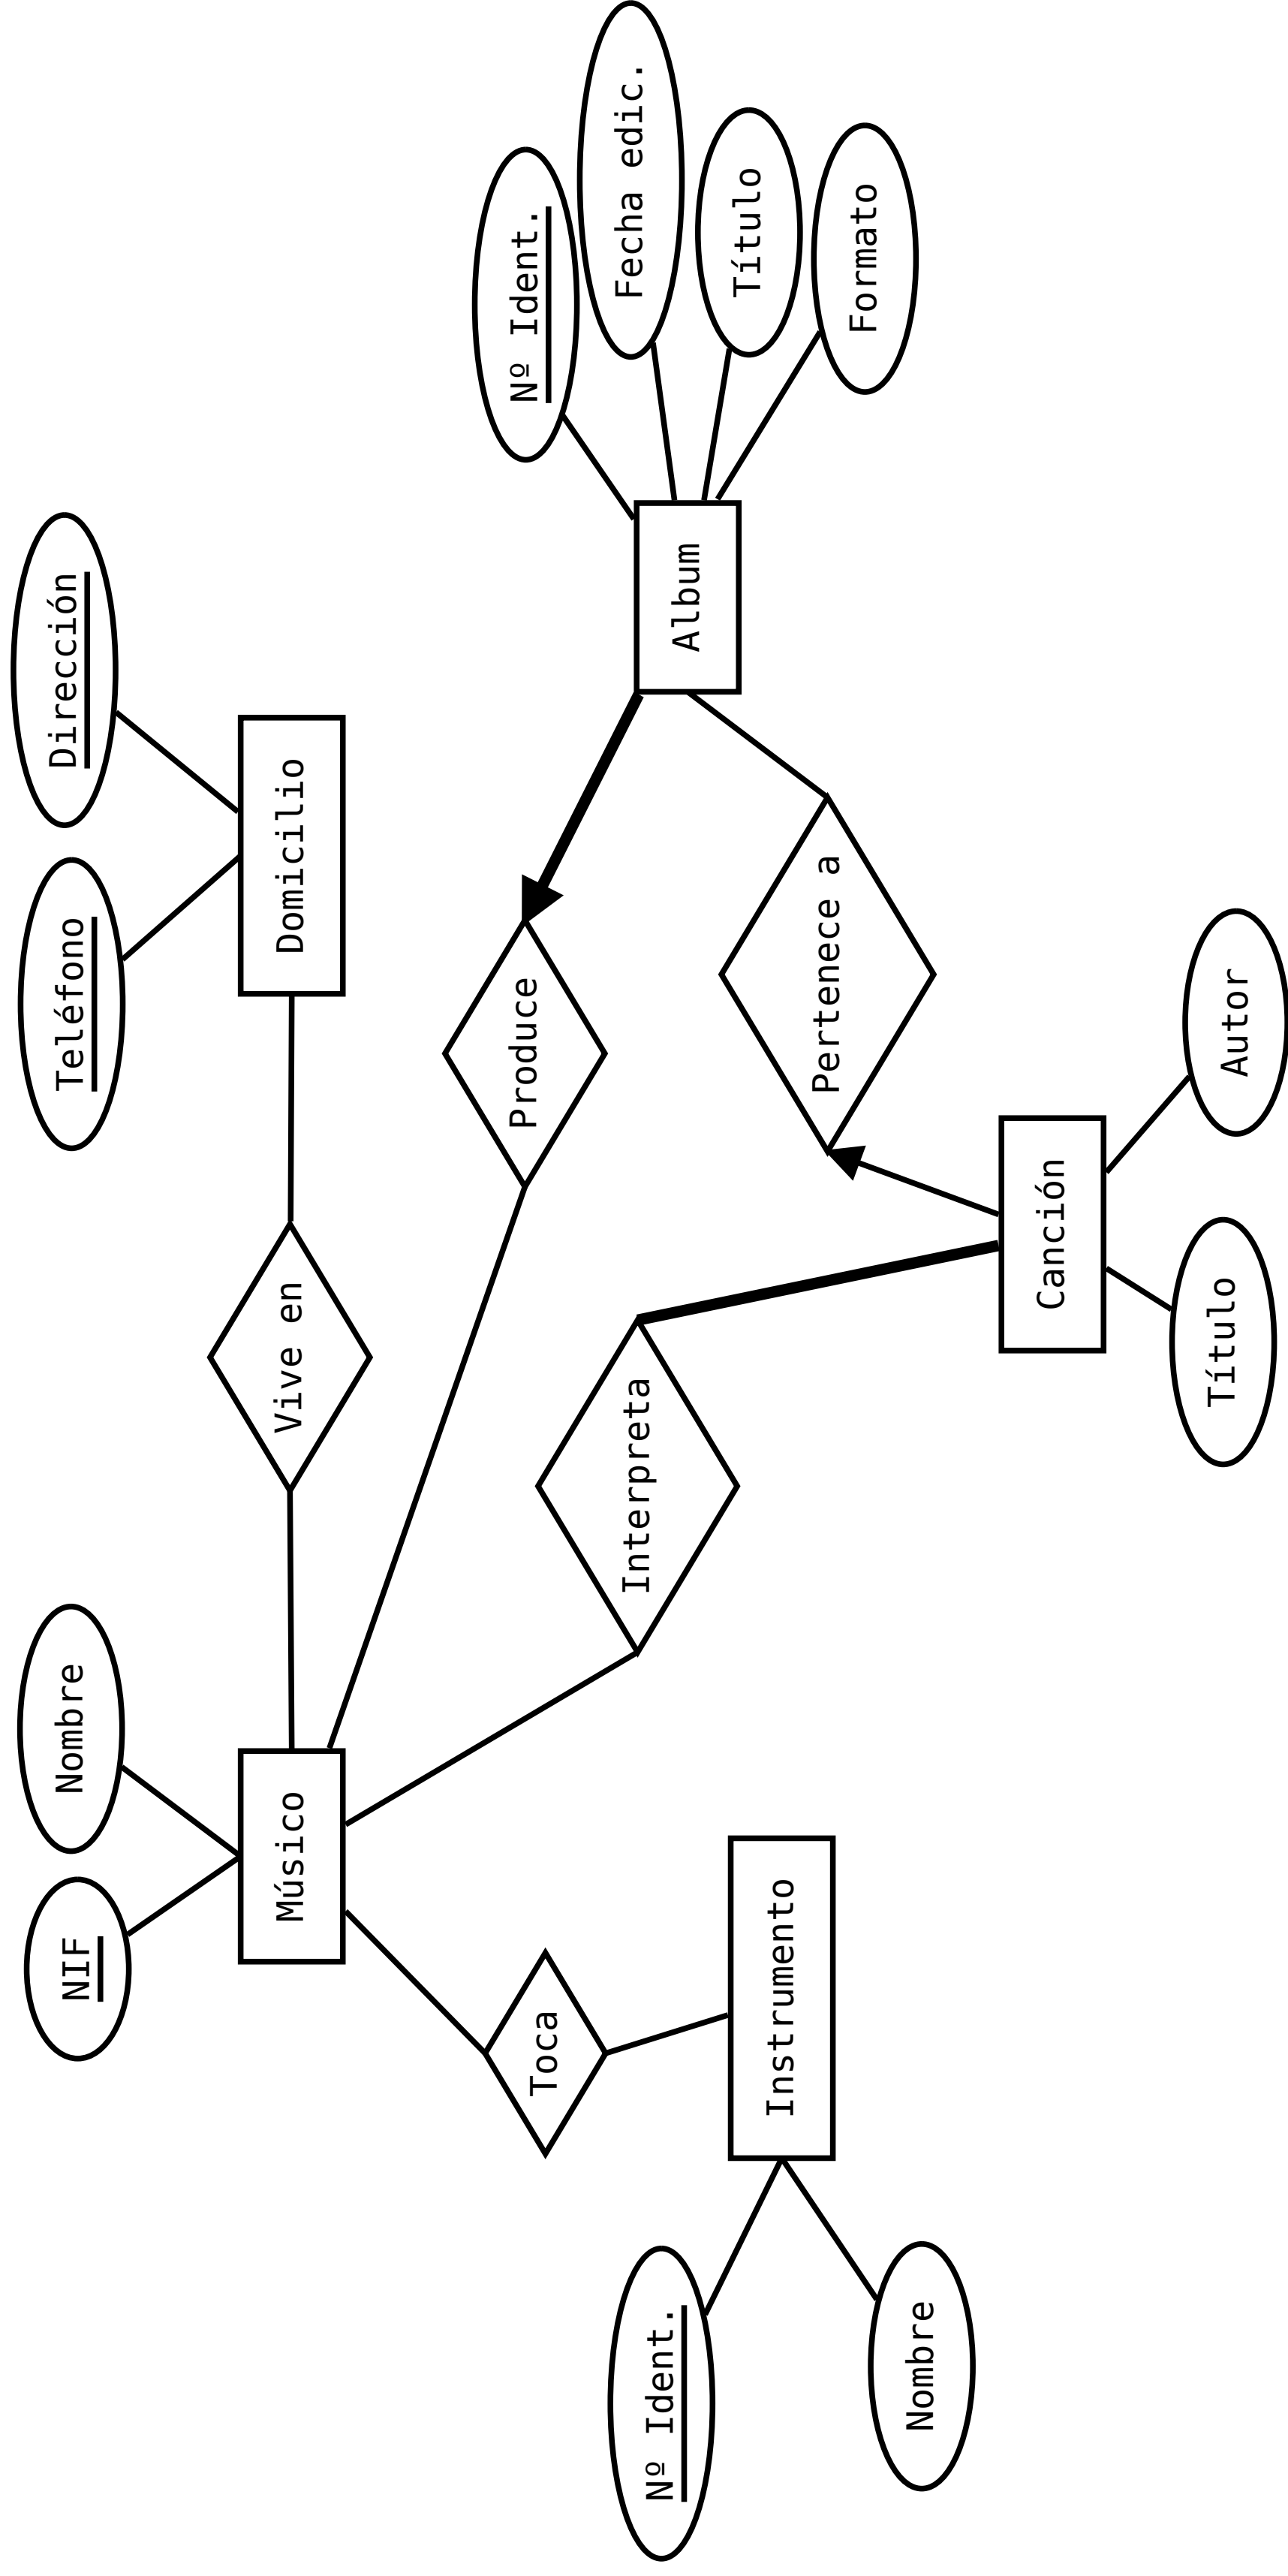 NIF
Nombre
Teléfono
Dirección
Músico
Vive en
Domicilio
Toca
Produce
Nº Ident.
Nº Ident.
Interpreta
Fecha edic.
Album
Título
Instrumento
Pertenece a
Formato
Nombre
Canción
Título
Autor